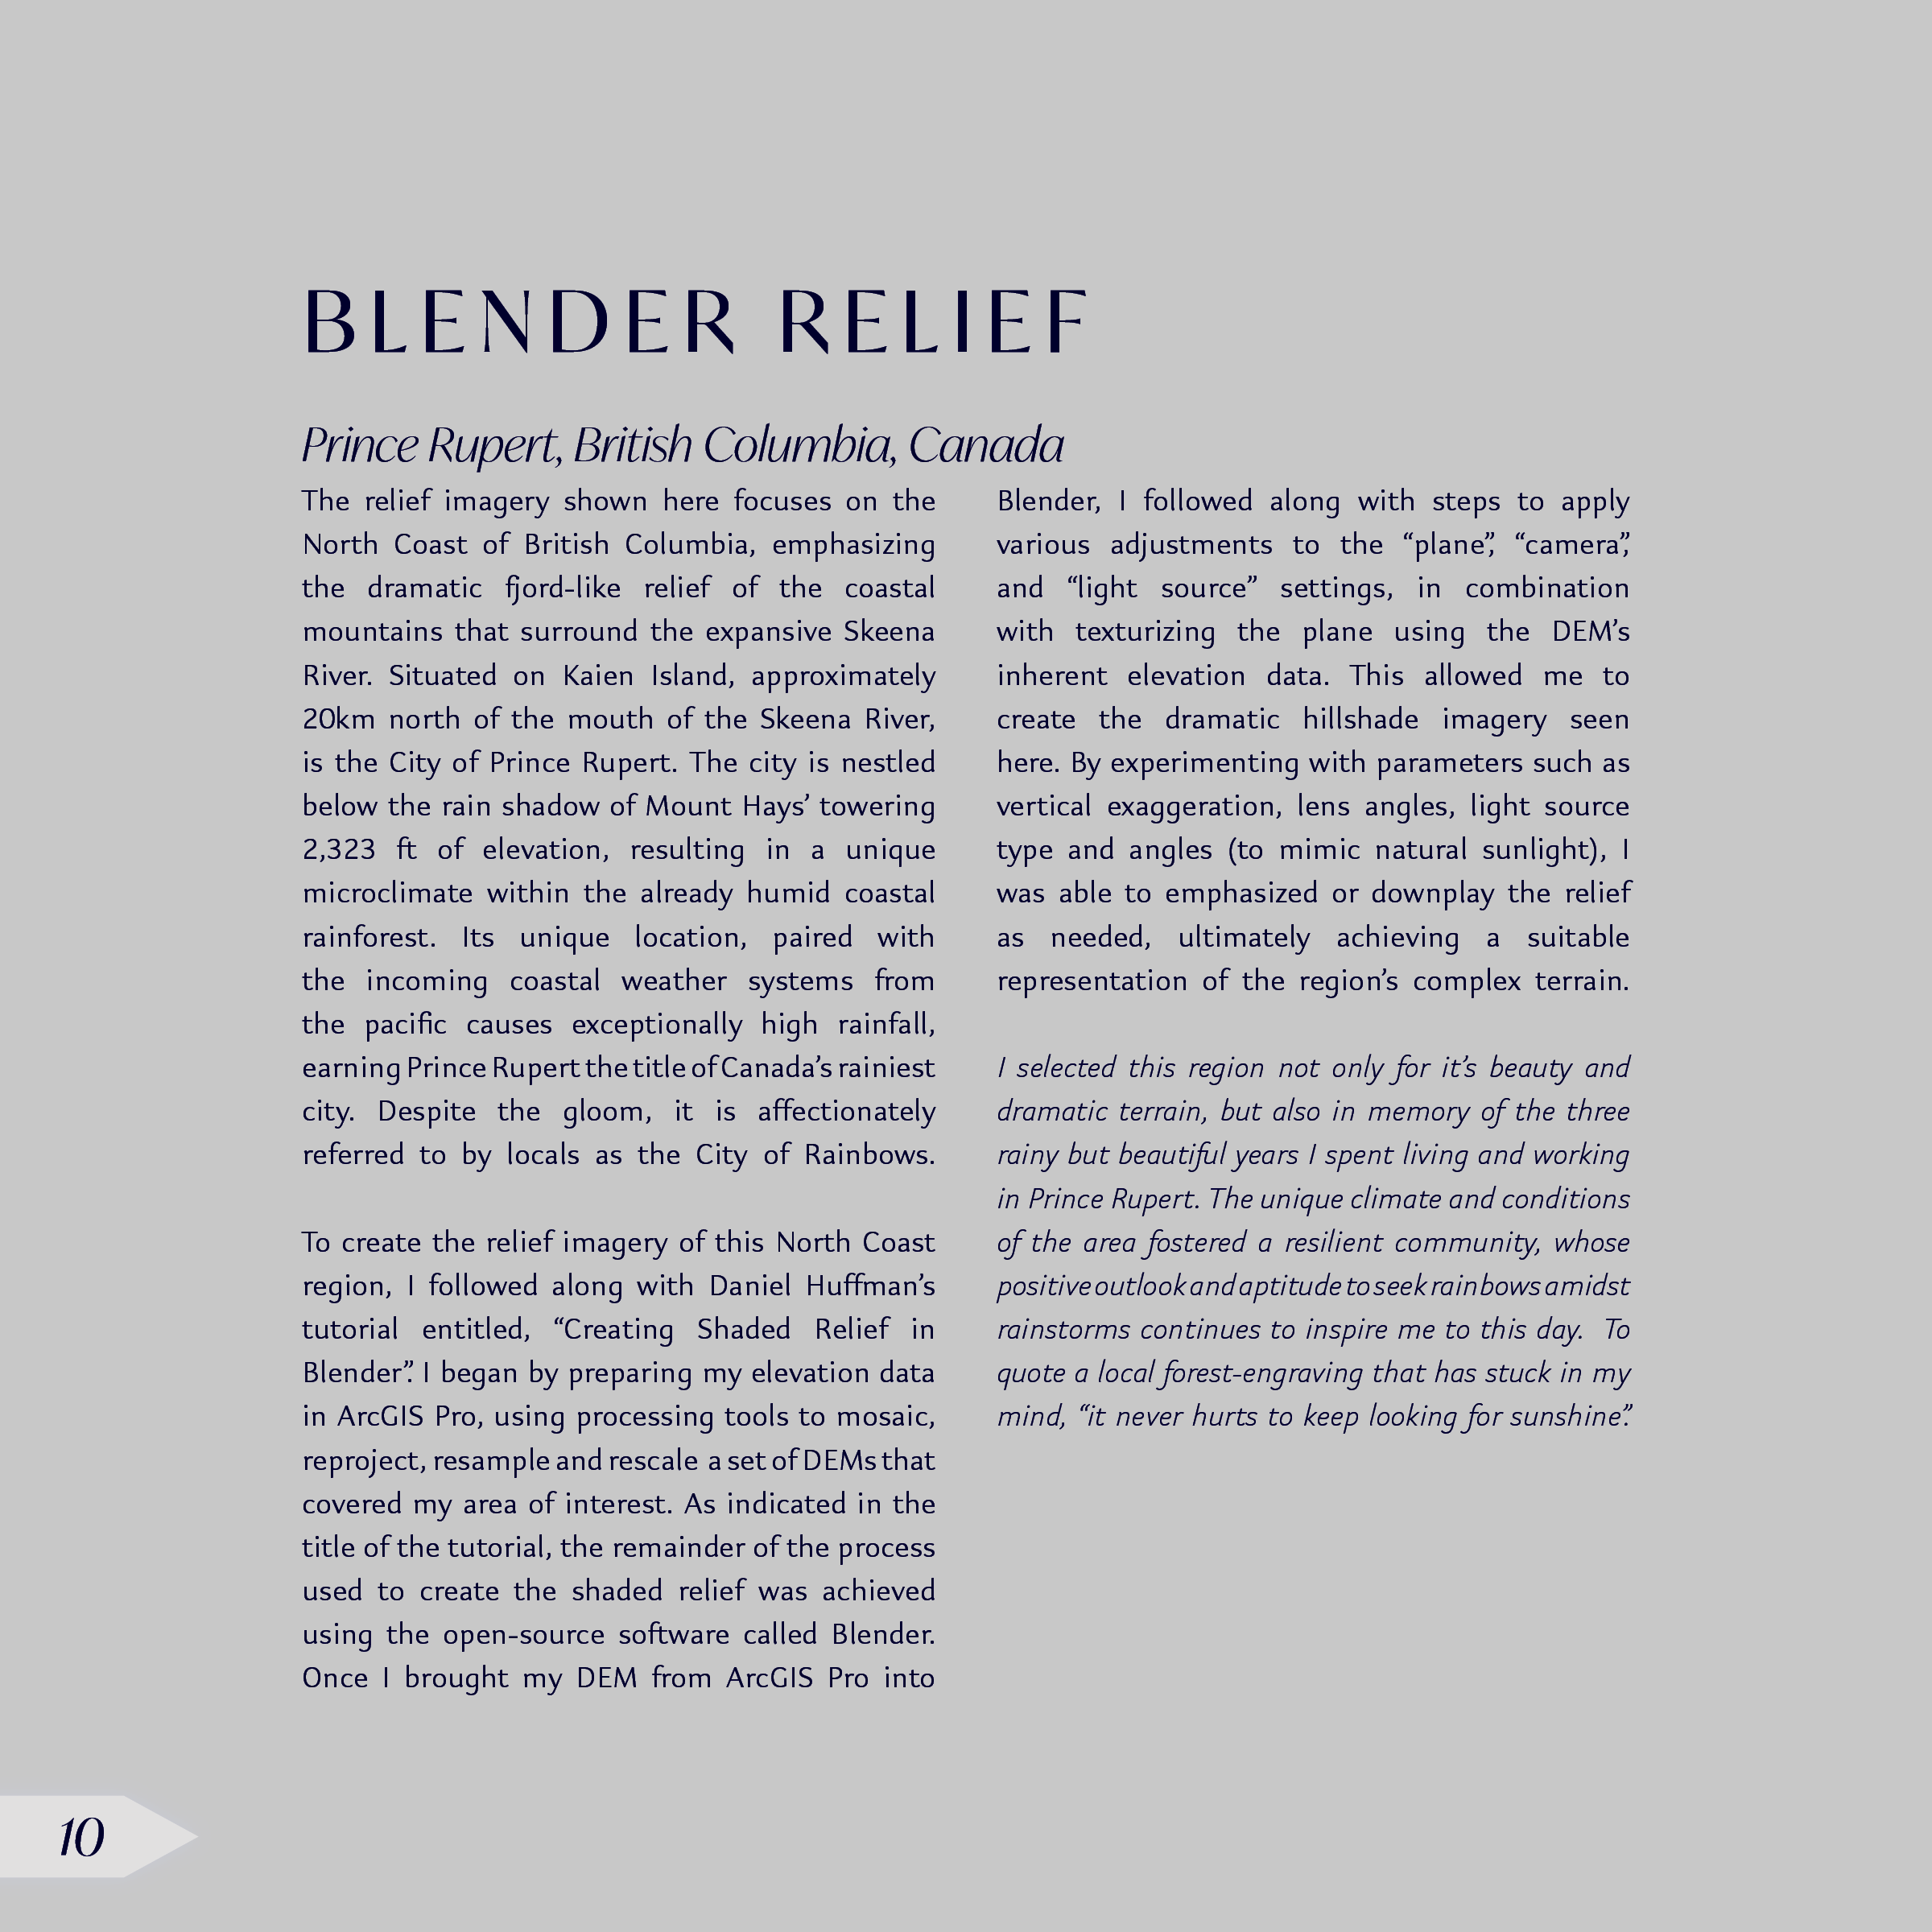 BLENDER RELIEF
Prince Rupert, British Columbia, Canada
The relief imagery shown here focuses on the
North Coast of British Columbia, emphasizing
the dramatic fjord-like relief of the coastal
mountains that surround the expansive Skeena
River. Situated on Kaien Island, approximately
20km north of the mouth of the Skeena River,
is the City of Prince Rupert. The city is nestled
below the rain shadow of Mount Hays’ towering
2,323 ft of elevation, resulting in a unique
microclimate within the already humid coastal
rainforest. Its unique location, paired with
the incoming coastal weather systems from
the pacific causes exceptionally high rainfall,
earning Prince Rupert the title of Canada’s rainiest
city. Despite the gloom, it is affectionately
referred to by locals as the City of Rainbows.
To create the relief imagery of this North Coast
region, I followed along with Daniel Huffman’s
tutorial entitled, “Creating Shaded Relief in
Blender”. I began by preparing my elevation data
in ArcGIS Pro, using processing tools to mosaic,
reproject, resample and rescale a set of DEMs that
covered my area of interest. As indicated in the
title of the tutorial, the remainder of the process
used to create the shaded relief was achieved
using the open-source software called Blender.
Once I brought my DEM from ArcGIS Pro into
Blender, I followed along with steps to apply
various adjustments to the “plane”, “camera”,
and “light source” settings, in combination
with texturizing the plane using the DEM’s
inherent elevation data. This allowed me to
create the dramatic hillshade imagery seen
here. By experimenting with parameters such as
vertical exaggeration, lens angles, light source
type and angles (to mimic natural sunlight), I
was able to emphasized or downplay the relief
as needed, ultimately achieving a suitable
representation of the region’s complex terrain.
I selected this region not only for it’s beauty and
dramatic terrain, but also in memory of the three
rainy but beautiful years I spent living and working
in Prince Rupert. The unique climate and conditions
of the area fostered a resilient community, whose
positive outlook and aptitude to seek rainbows amidst
rainstorms continues to inspire me to this day. To
quote a local forest-engraving that has stuck in my
mind, “it never hurts to keep looking for sunshine”.
10